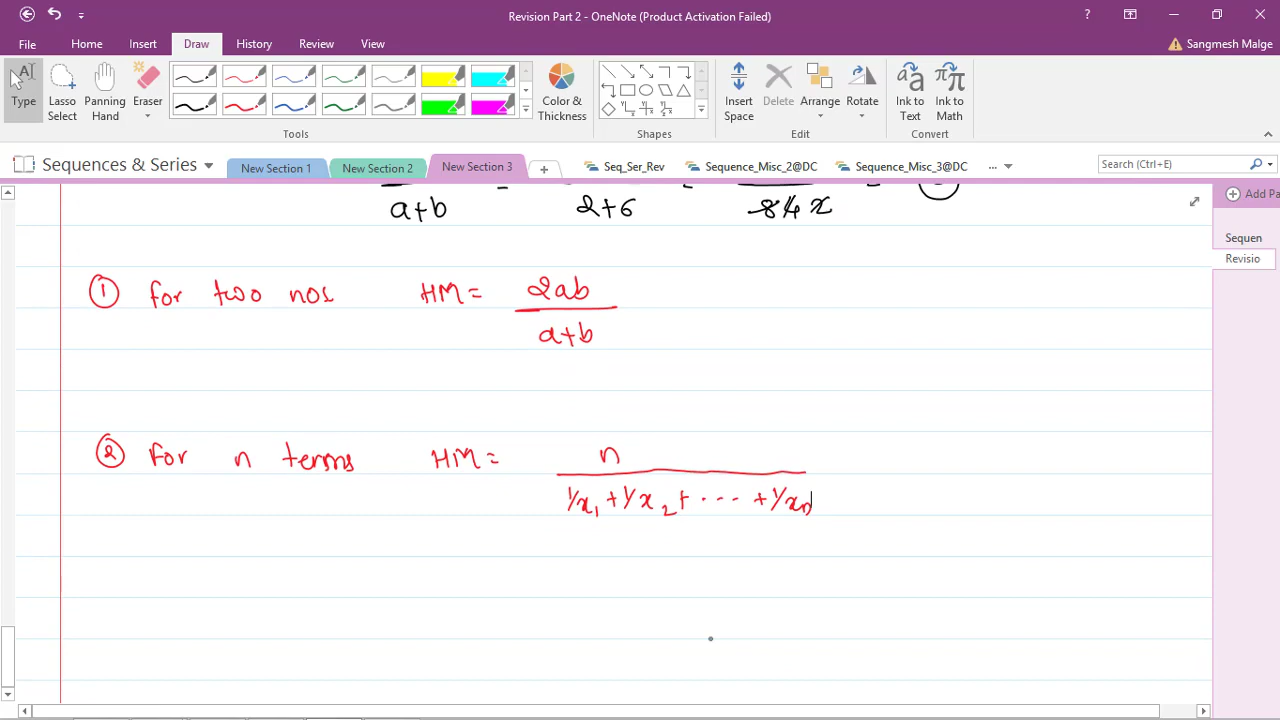 Revision Part 2 - OneNote (Product Activation Failed)
File Home Insert Draw History Review View Sangmesh Malge
Type Lasso Select Panning Hand Eraser Color & Thickness Insert Space Delete Arrange Rotate Ink to Text Ink to Math
Tools Shapes Edit Convert
Sequences & Series New Section 1 New Section 2 New Section 3 + Seq_Ser_Rev Sequence_Misc_2@DC Sequence_Misc_3@DC ... Search (Ctrl+E)
Add Pa
Sequen
Revisio
a+b 2+6 84 x
① for two nos HM = 2ab
a+b
② For n terms HM = n
1/x₁ + 1/x₂ + ---- + 1/xn